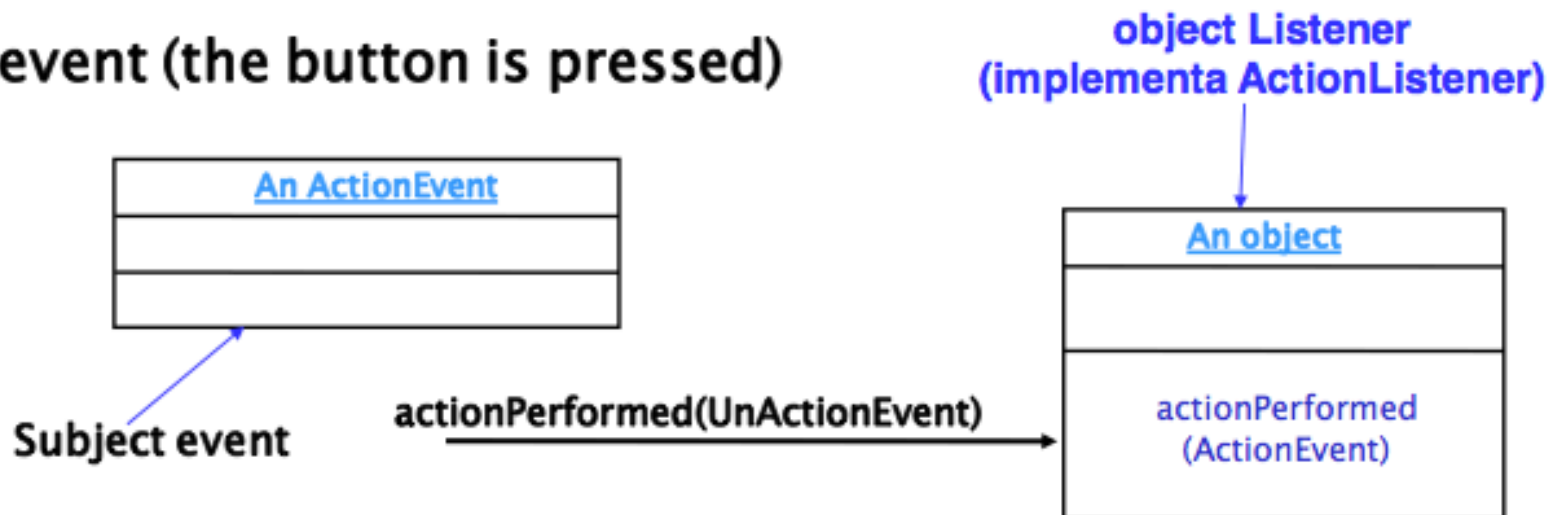 event (the button is pressed)
object Listener
(implementa ActionListener)
An ActionEvent
An object
Subject event
actionPerformed(UnActionEvent)
actionPerformed
(ActionEvent)